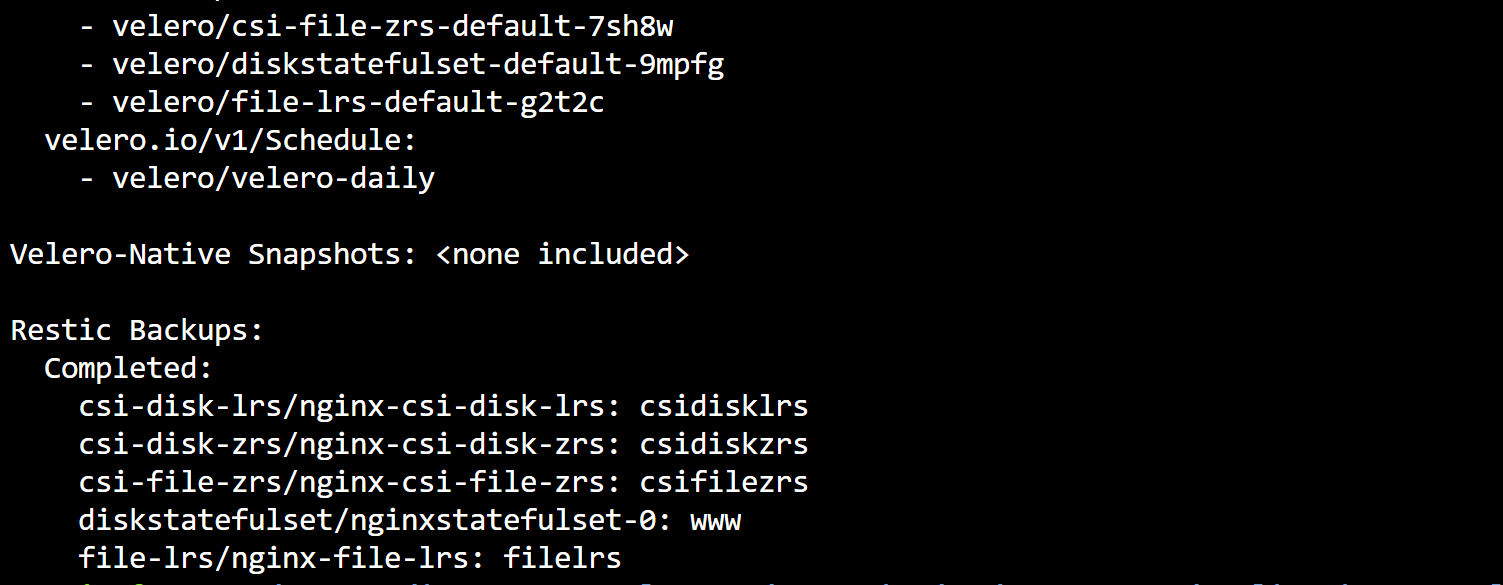 - velero/csi-file-zrs-default-7sh8w
- velero/diskstatefulset-default-9mpfg
- velero/file-lrs-default-g2t2c
velero.io/v1/Schedule:
- velero/velero-daily
Velero-Native Snapshots: <none included>
Restic Backups:
Completed:
csi-disk-lrs/nginx-csi-disk-lrs: csidisklrs
csi-disk-zrs/nginx-csi-disk-zrs: csidiskzrs
csi-file-zrs/nginx-csi-file-zrs: csifilezrs
diskstatefulset/nginxstatefulset-0: www
file-lrs/nginx-file-lrs: filelrs